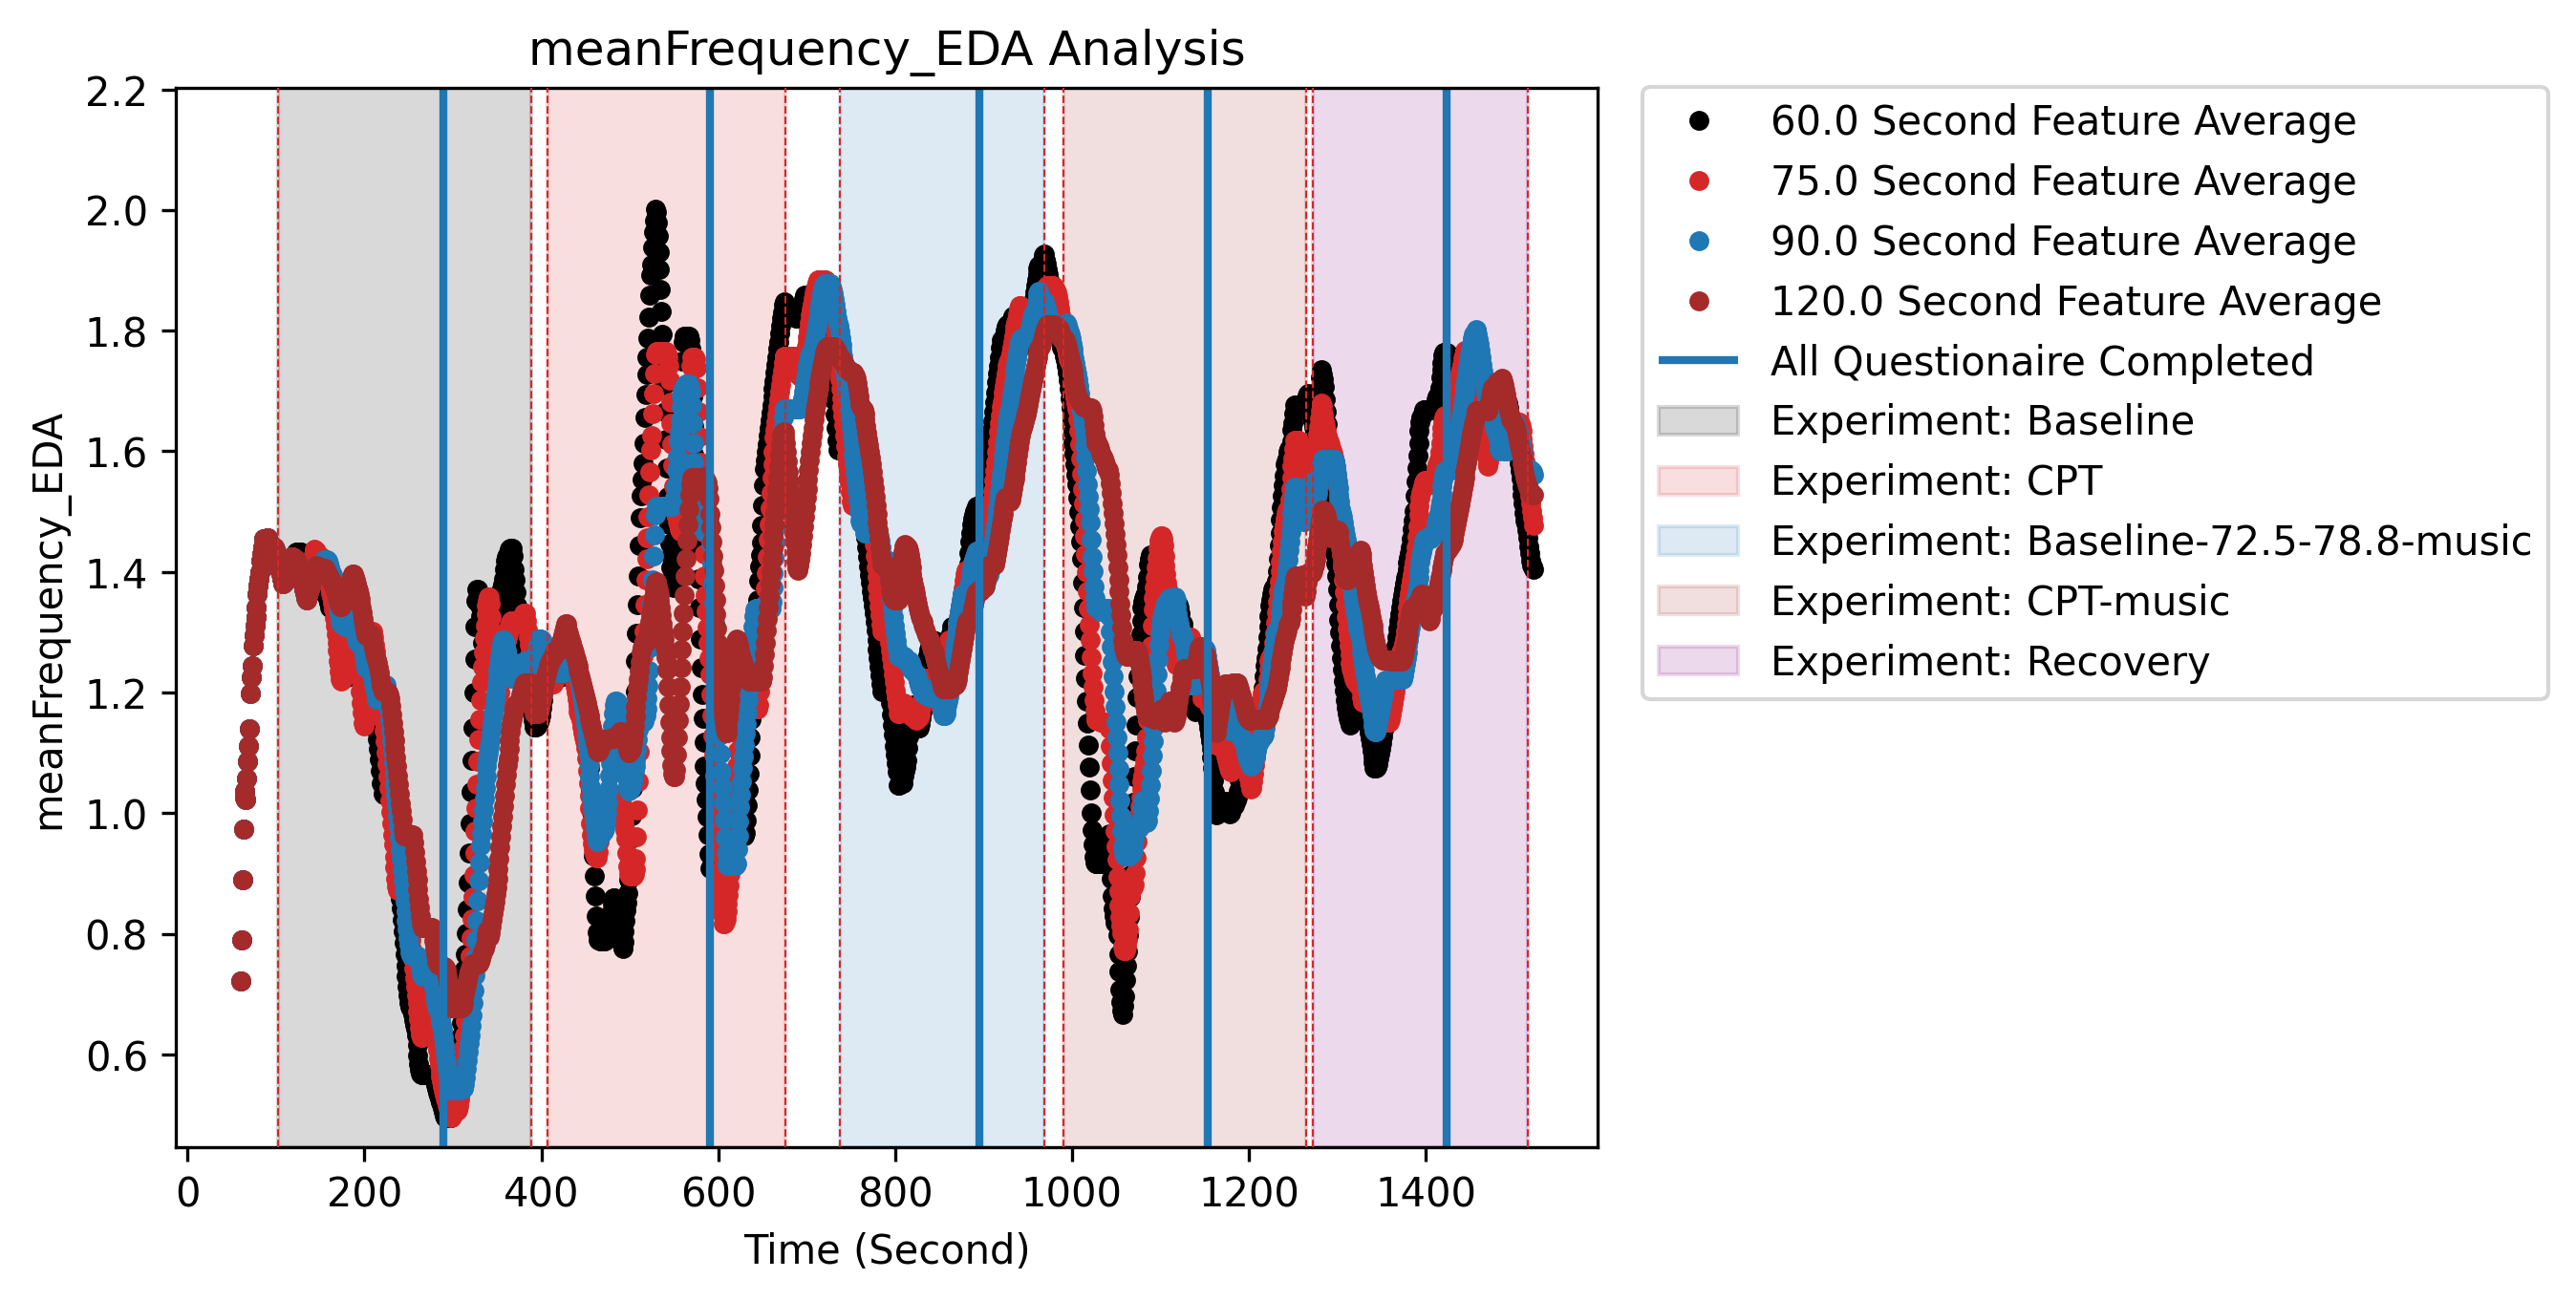 meanFrequency_EDA Analysis
meanFrequency_EDA
2.2
2.0
1.8
1.6
1.4
1.2
1.0
0.8
0.6
0 200 400 600 800 1000 1200 1400
Time (Second)
60.0 Second Feature Average
75.0 Second Feature Average
90.0 Second Feature Average
120.0 Second Feature Average
All Questionaire Completed
Experiment: Baseline
Experiment: CPT
Experiment: Baseline-72.5-78.8-music
Experiment: CPT-music
Experiment: Recovery